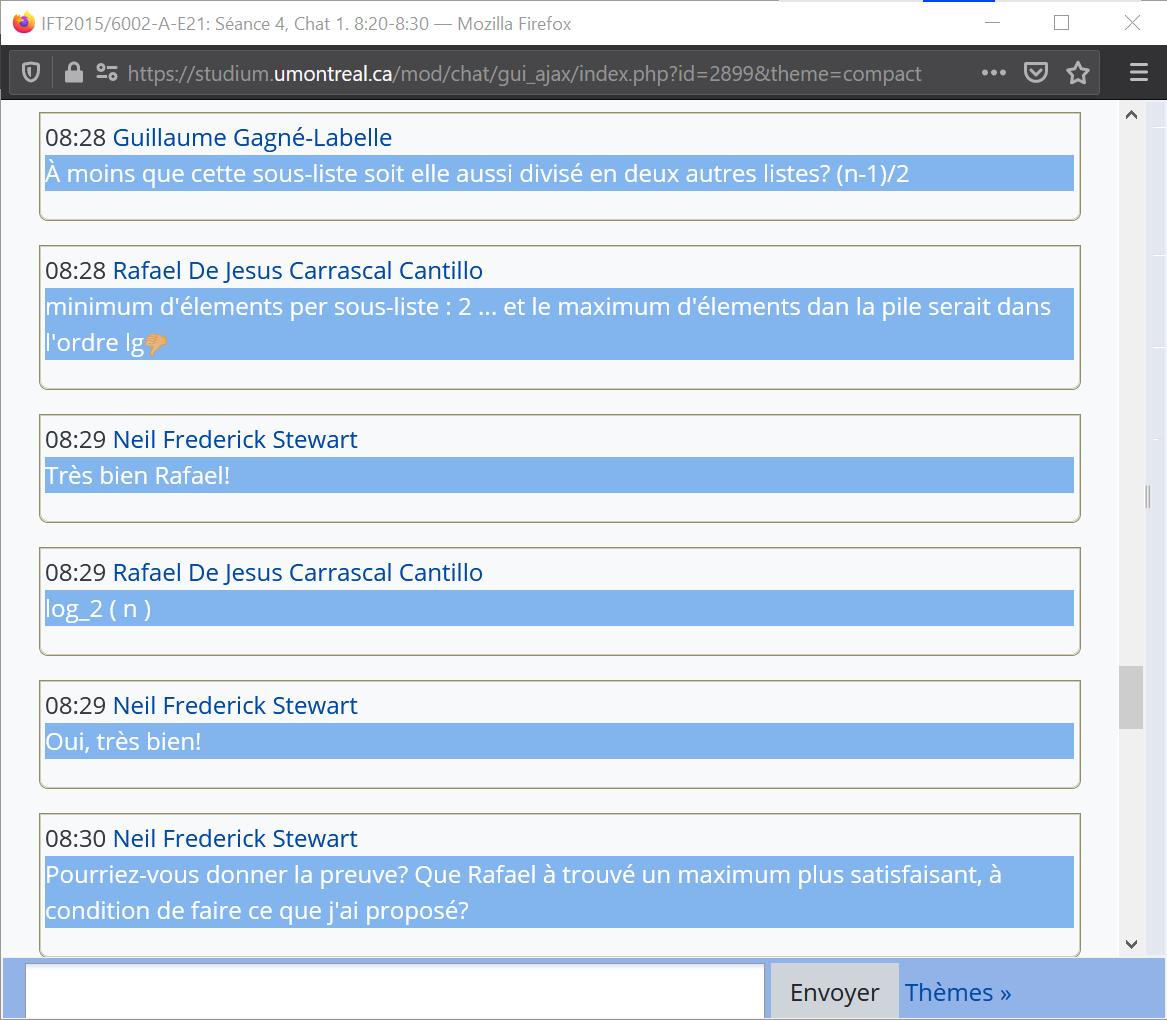 IFT2015/6002-A-E21: Séance 4, Chat 1. 8:20-8:30 — Mozilla Firefox
https://studium.umontreal.ca/mod/chat/gui_ajax/index.php?id=2899&theme=compact
08:28 Guillaume Gagné-Labelle
À moins que cette sous-liste soit elle aussi divisé en deux autres listes? (n-1)/2
08:28 Rafael De Jesus Carrascal Cantillo
minimum d'élements per sous-liste : 2 ... et le maximum d'élements dan la pile serait dans
l'ordre lg
08:29 Neil Frederick Stewart
Très bien Rafael!
08:29 Rafael De Jesus Carrascal Cantillo
log_2 ( n )
08:29 Neil Frederick Stewart
Oui, très bien!
08:30 Neil Frederick Stewart
Pourriez-vous donner la preuve? Que Rafael à trouvé un maximum plus satisfaisant, à
condition de faire ce que j'ai proposé?
Envoyer Thèmes »